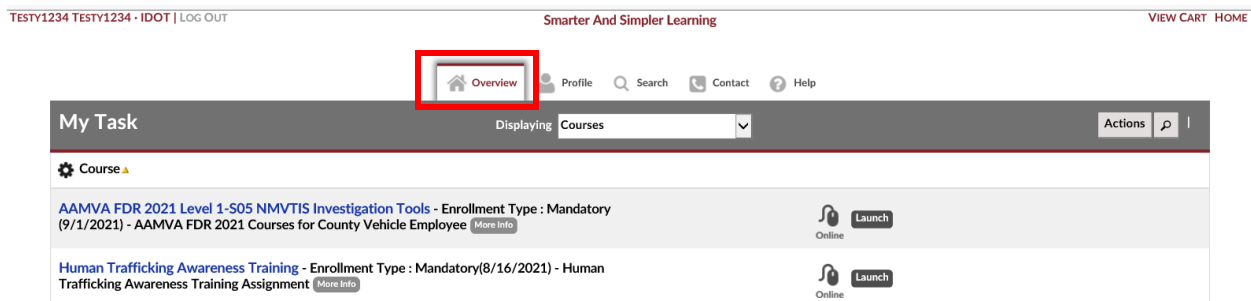 TESTY1234 TESTY1234 · IDOT | LOG OUT
Smarter And Simpler Learning
VIEW CART HOME
Overview Profile Search Contact Help
My Task
Displaying Courses
Actions
Course
AAMVA FDR 2021 Level 1-S05 NMVTIS Investigation Tools - Enrollment Type : Mandatory
(9/1/2021) - AAMVA FDR 2021 Courses for County Vehicle Employee More Info
Online
Launch
Human Trafficking Awareness Training - Enrollment Type : Mandatory(8/16/2021) - Human
Trafficking Awareness Training Assignment More Info
Online
Launch